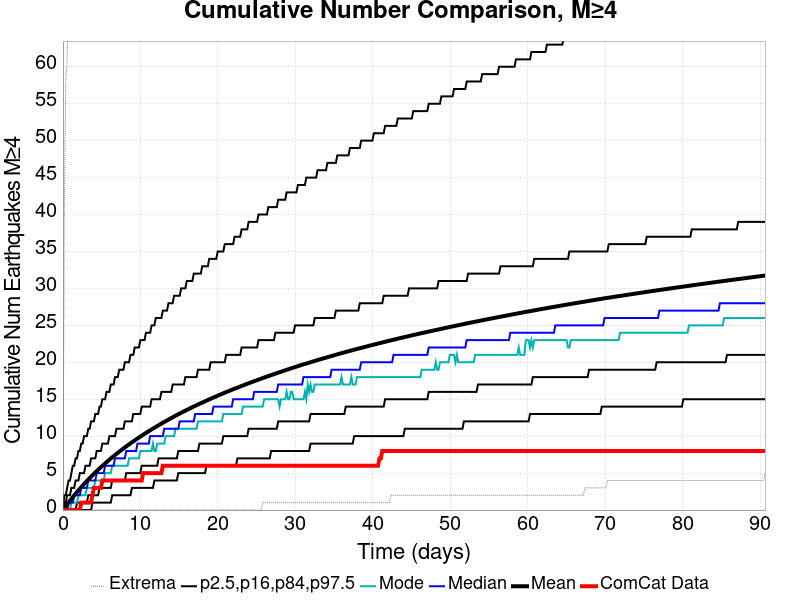 Cumulative Number Comparison, M≥4
Cumulative Num Earthquakes M≥4
60
55
50
45
40
35
30
25
20
15
10
5
0
0 10 20 30 40 50 60 70 80 90
Time (days)
Extrema p2.5,p16,p84,p97.5 Mode Median Mean ComCat Data